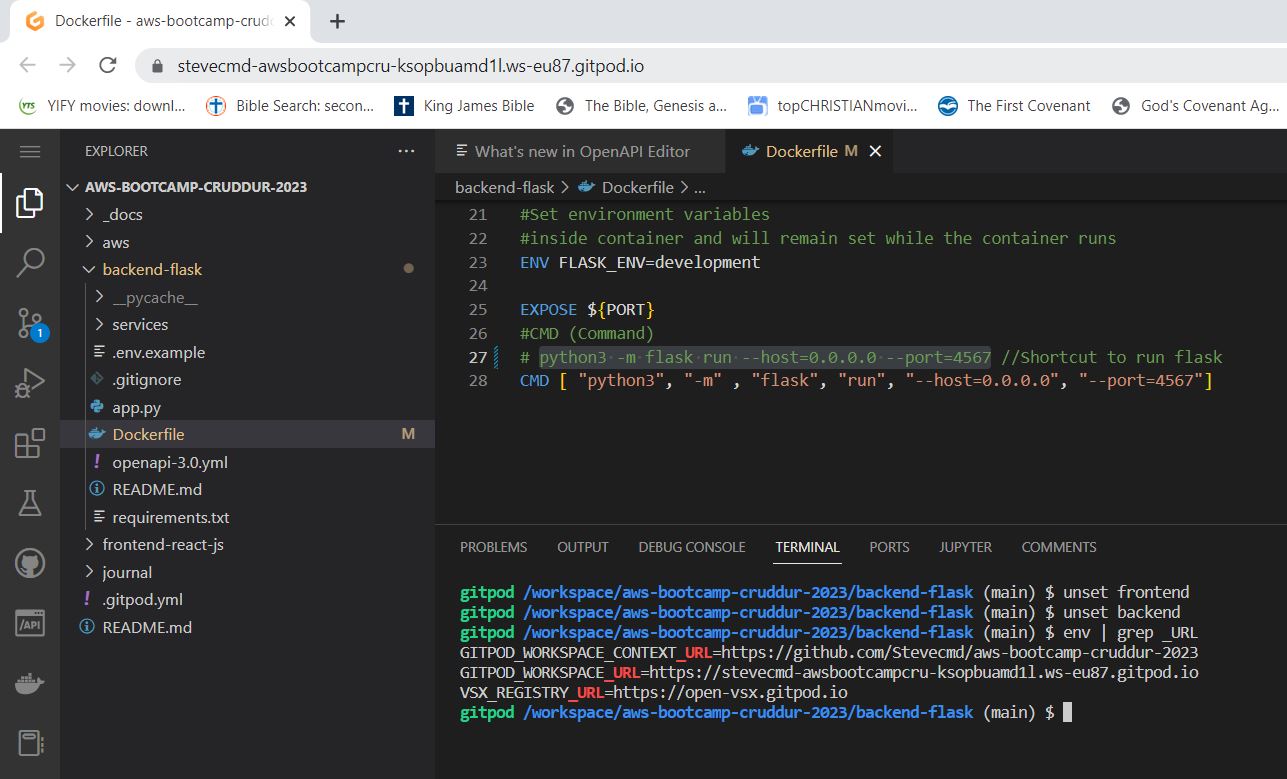 Dockerfile - aws-bootcamp-crudd
stevecmd-awsbootcampcru-ksopbuamd1l.ws-eu87.gitpod.io
YTS YIFY movies: downl... Bible Search: secon... King James Bible The Bible, Genesis a... topCHRISTIANmovi... The First Covenant God's Covenant Ag...
EXPLORER ...
AWS-BOOTCAMP-CRUDDUR-2023
_docs
aws
backend-flask
__pycache__
services
.env.example
.gitignore
app.py
Dockerfile M
openapi-3.0.yml
README.md
requirements.txt
frontend-react-js
journal
.gitpod.yml
README.md
1
/API
What's new in OpenAPI Editor Dockerfile M
backend-flask > Dockerfile > ...
21 #Set environment variables
22 #inside container and will remain set while the container runs
23 ENV FLASK_ENV=development
24
25 EXPOSE ${PORT}
26 #CMD (Command)
27 # python3 -m flask run --host=0.0.0.0 --port=4567 //Shortcut to run flask
28 CMD [ "python3", "-m" , "flask", "run", "--host=0.0.0.0", "--port=4567"]
PROBLEMS OUTPUT DEBUG CONSOLE TERMINAL PORTS JUPYTER COMMENTS
gitpod /workspace/aws-bootcamp-cruddur-2023/backend-flask (main) $ unset frontend
gitpod /workspace/aws-bootcamp-cruddur-2023/backend-flask (main) $ unset backend
gitpod /workspace/aws-bootcamp-cruddur-2023/backend-flask (main) $ env | grep _URL
GITPOD_WORKSPACE_CONTEXT_URL=https://github.com/Stevecmd/aws-bootcamp-cruddur-2023
GITPOD_WORKSPACE_URL=https://stevecmd-awsbootcampcru-ksopbuamd1l.ws-eu87.gitpod.io
VSX_REGISTRY_URL=https://open-vsx.gitpod.io
gitpod /workspace/aws-bootcamp-cruddur-2023/backend-flask (main) $